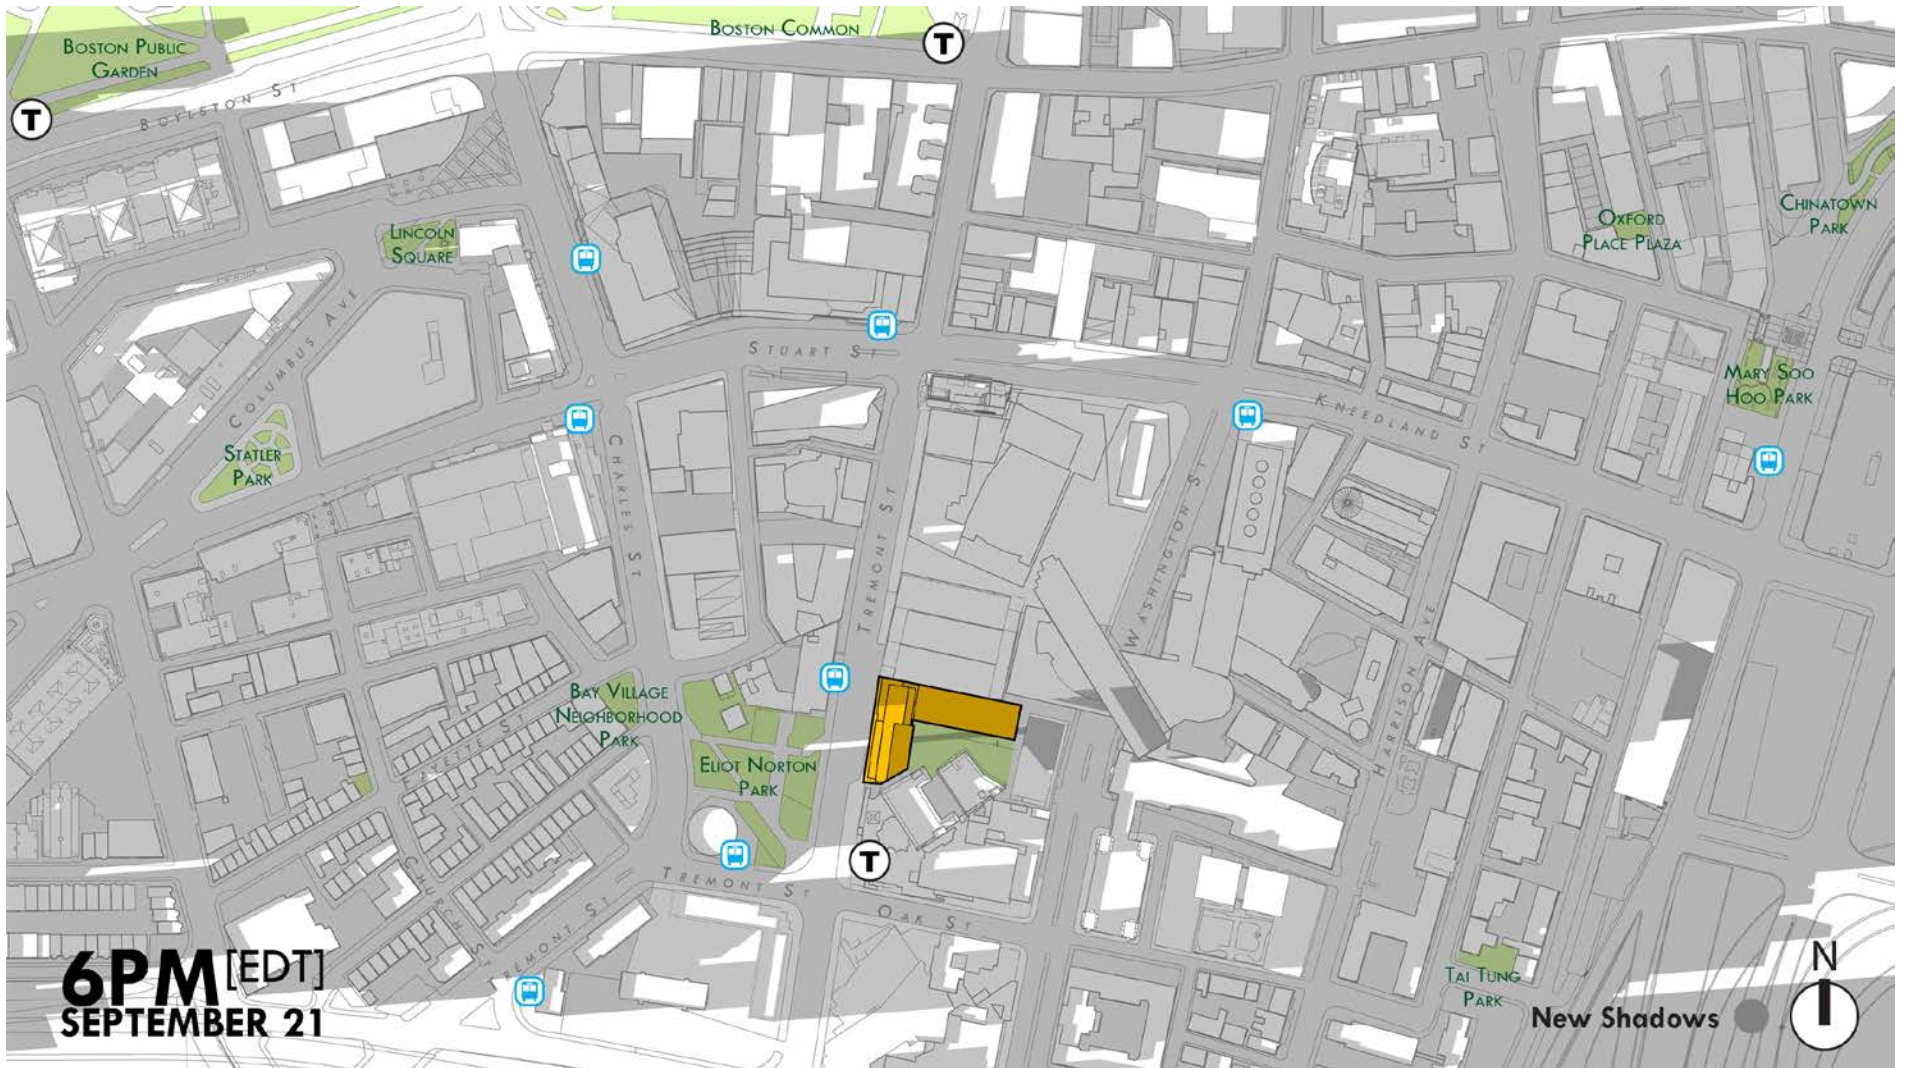 BOSTON COMMON
T
BOSTON PUBLIC
GARDEN
T
BOYLSTON ST
CHINATOWN
PARK
OXFORD
PLACE PLAZA
LINCOLN
SQUARE
COLUMBUS AVE
STUART ST
MARY SOO
HOO PARK
KNEEDLAND ST
STATLER
PARK
CHARLES ST
TREMONT ST
WASHINGTON ST
HARRISON AVE
BAY VILLAGE
NEIGHBORHOOD
PARK
FAYETTE ST
ELIOT NORTON
PARK
T
CHURCH ST
TREMONT ST
TREMONT ST
OAK ST
TAI TUNG
PARK
6PM[EDT]
SEPTEMBER 21
N
New Shadows